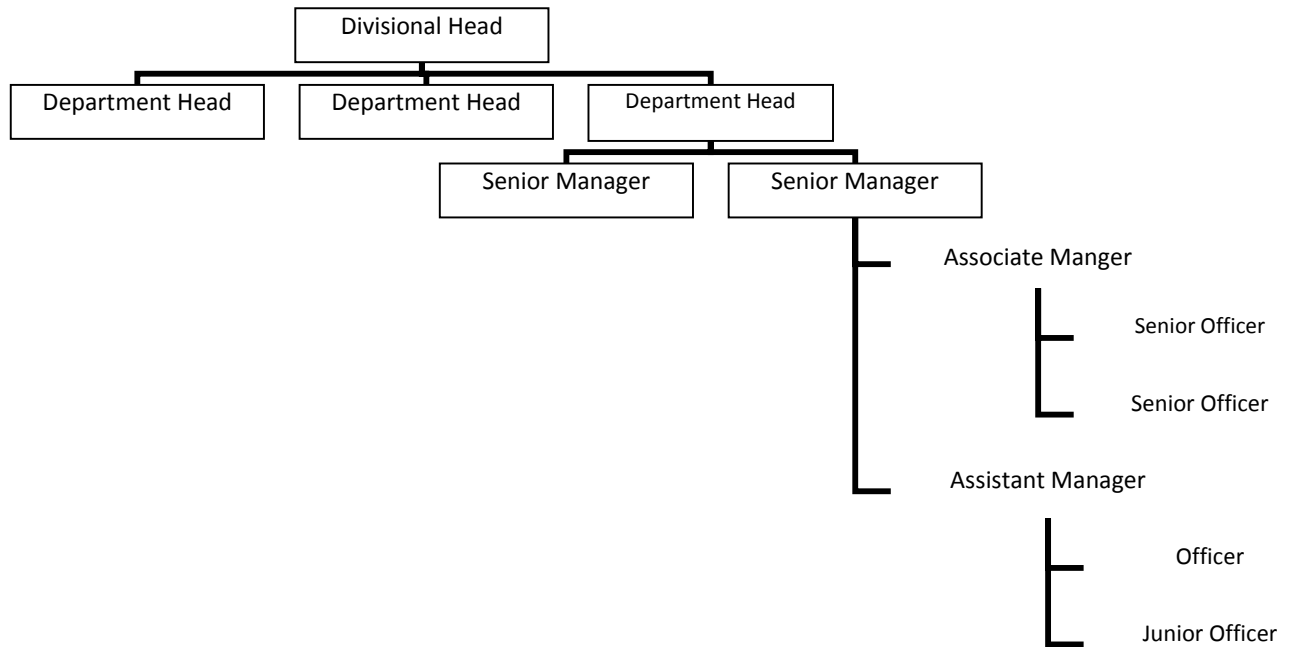 Divisional Head
Department Head
Department Head
Department Head
Senior Manager
Senior Manager
Associate Manger
Senior Officer
Senior Officer
Assistant Manager
Officer
Junior Officer